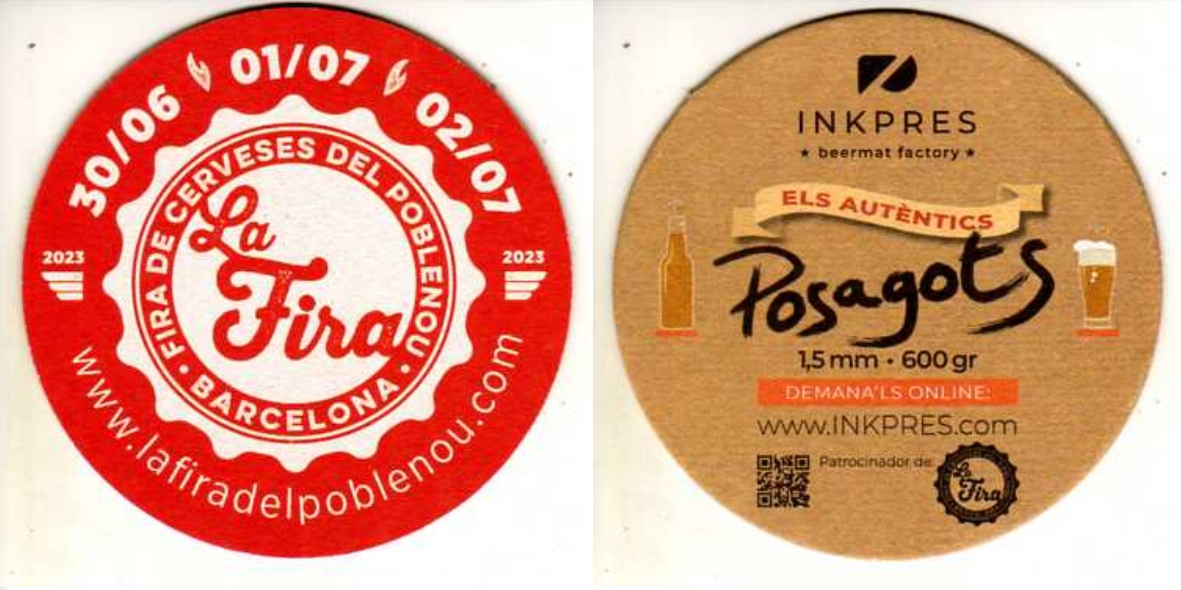 30/06 01/07 02/07
FIRA DE CERVESES DEL POBLENOU
La
Fira
• BARCELONA •
2023
2023
www.lafiradelpoblenou.com
INKPRES
★ beermat factory ★
ELS AUTÈNTICS
Posagots
1,5 mm • 600 gr
DEMANA'LS ONLINE:
www.INKPRES.com
Patrocinador de:
La
Fira